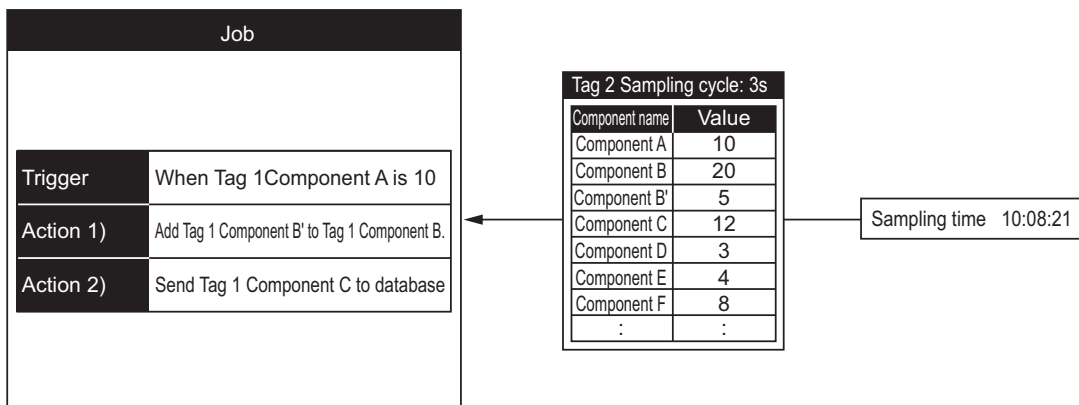 Job
Trigger When Tag 1Component A is 10
Action 1) Add Tag 1 Component B' to Tag 1 Component B.
Action 2) Send Tag 1 Component C to database
Tag 2 Sampling cycle: 3s
Component name Value
Component A 10
Component B 20
Component B' 5
Component C 12
Component D 3
Component E 4
Component F 8
: :
Sampling time 10:08:21